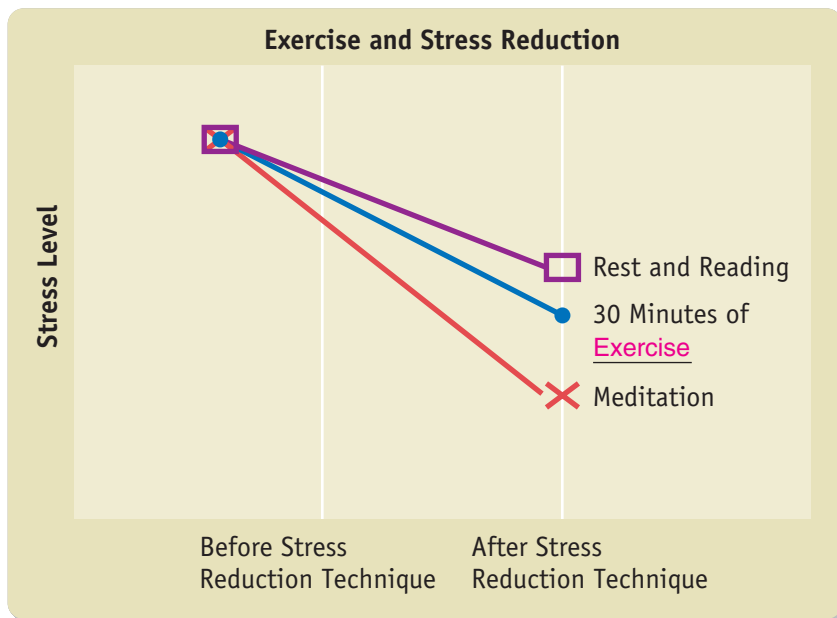 Exercise and Stress Reduction
Stress Level
Rest and Reading
30 Minutes of
Exercise
Meditation
Before Stress
Reduction Technique
After Stress
Reduction Technique